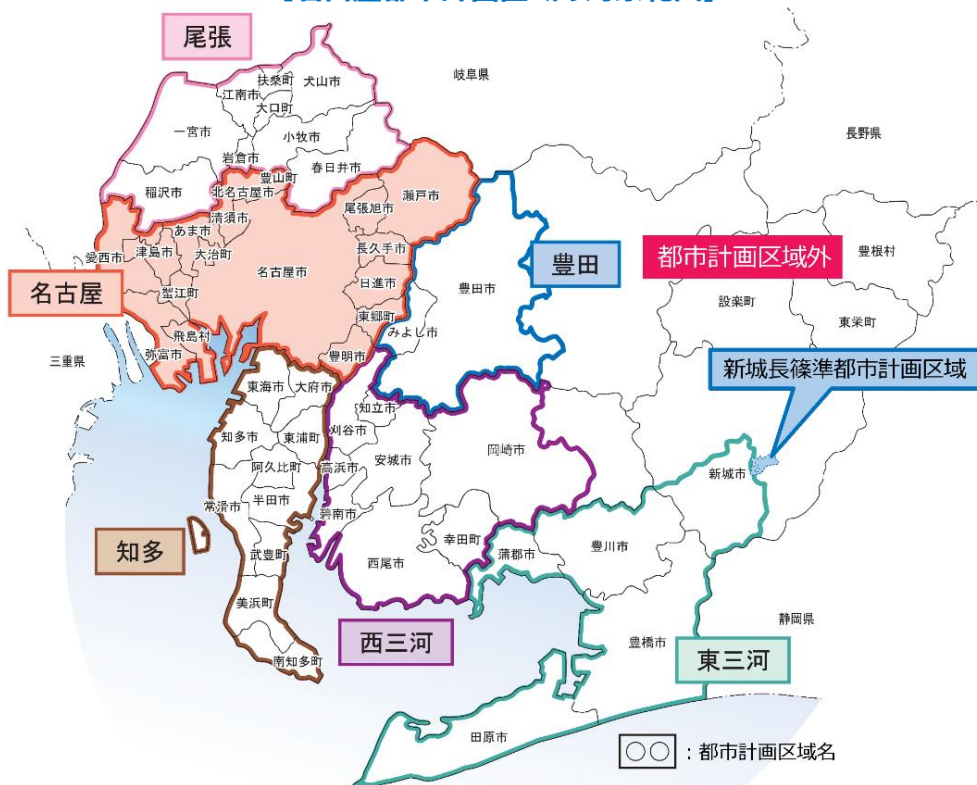 尾張
扶桑町
犬山市
江南市
大口町
岐阜県
一宮市
小牧市
長野県
岩倉市
春日井市
豊山町
稲沢市
北名古屋市
瀬戸市
清須市
尾張旭市
あま市
津島市
大治町
長久手市
愛西市
名古屋市
都市計画区域外
豊根村
豊田
名古屋
日進市
豊田市
蟹江町
設楽町
東郷町
東栄町
飛島村
みよし市
弥富市
豊明市
三重県
新城長篠準都市計画区域
東海市
大府市
知立市
知多市
東浦町
刈谷市
岡崎市
安城市
阿久比町
高浜市
新城市
半田市
常滑市
碧南市
知多
幸田町
豊川市
武豊町
西尾市
蒲郡市
美浜町
静岡県
西三河
豊橋市
南知多町
東三河
田原市
○○:都市計画区域名